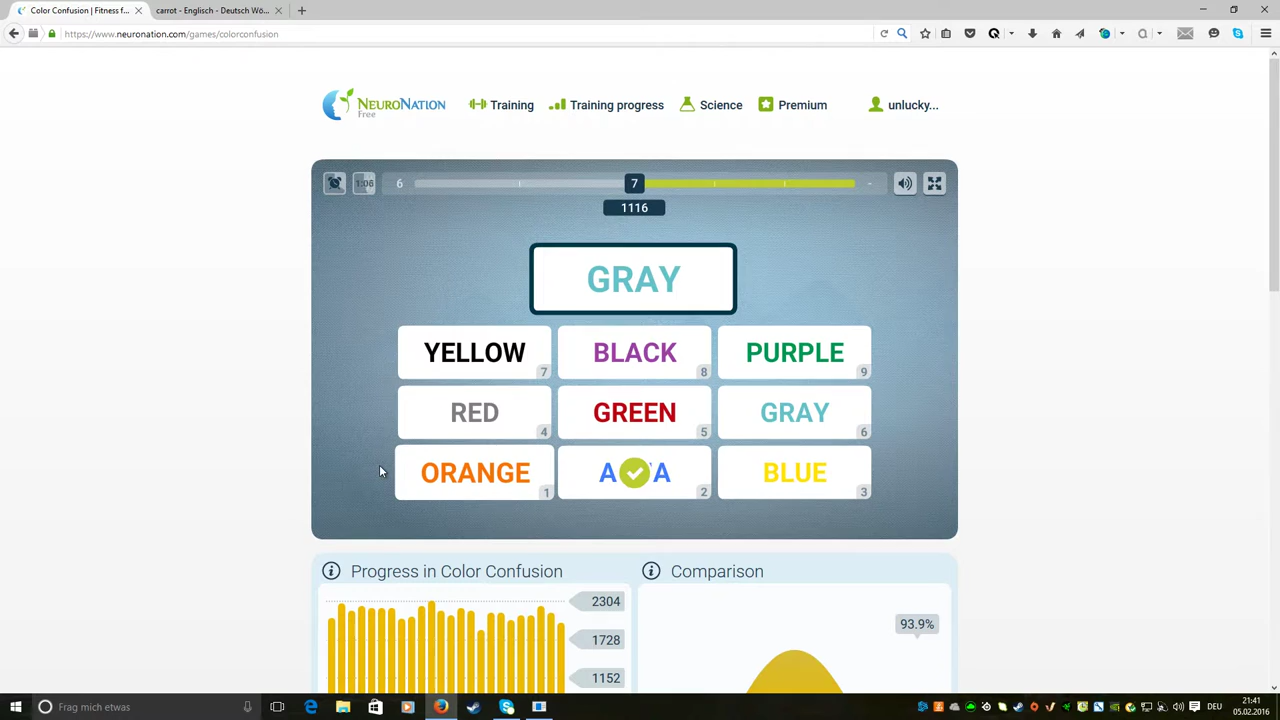 Color Confusion | Fitness f...
carrot - Englisch - Deutsch Wö...
https://www.neuronation.com/games/colorconfusion
NEURONATION
Free
Training
Training progress
Science
Premium
unlucky...
1:06
6
7
1116
GRAY
YELLOW 7
BLACK 8
PURPLE 9
RED 4
GREEN 5
GRAY 6
ORANGE 1
2
BLUE 3
Progress in Color Confusion
2304
1728
1152
Comparison
93.9%
Frag mich etwas
DEU
21:41
05.02.2016